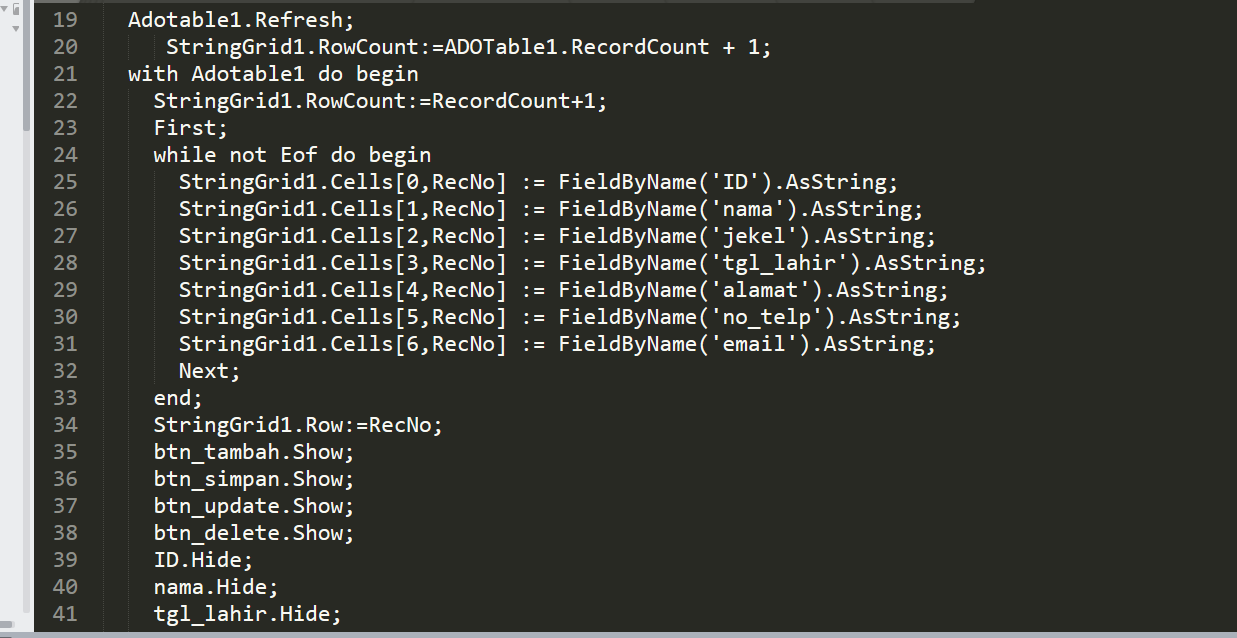 19 Adotable1.Refresh;
20 StringGrid1.RowCount:=ADOTable1.RecordCount + 1;
21 with Adotable1 do begin
22 StringGrid1.RowCount:=RecordCount+1;
23 First;
24 while not Eof do begin
25 StringGrid1.Cells[0,RecNo] := FieldByName('ID').AsString;
26 StringGrid1.Cells[1,RecNo] := FieldByName('nama').AsString;
27 StringGrid1.Cells[2,RecNo] := FieldByName('jekel').AsString;
28 StringGrid1.Cells[3,RecNo] := FieldByName('tgl_lahir').AsString;
29 StringGrid1.Cells[4,RecNo] := FieldByName('alamat').AsString;
30 StringGrid1.Cells[5,RecNo] := FieldByName('no_telp').AsString;
31 StringGrid1.Cells[6,RecNo] := FieldByName('email').AsString;
32 Next;
33 end;
34 StringGrid1.Row:=RecNo;
35 btn_tambah.Show;
36 btn_simpan.Show;
37 btn_update.Show;
38 btn_delete.Show;
39 ID.Hide;
40 nama.Hide;
41 tgl_lahir.Hide;